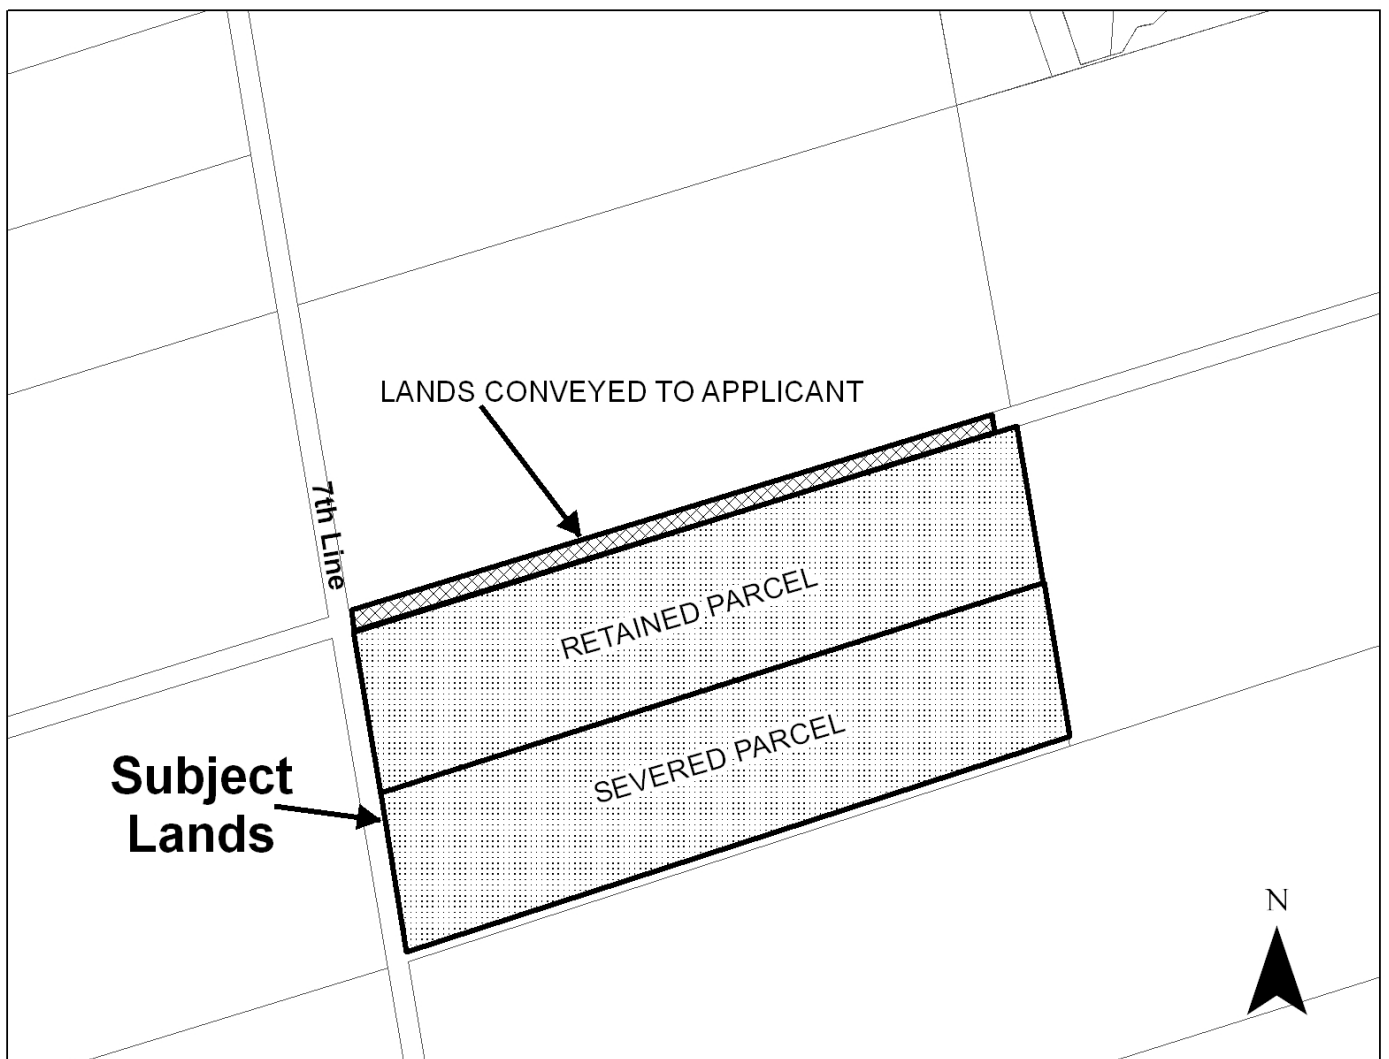 LANDS CONVEYED TO APPLICANT
7th Line
RETAINED PARCEL
SEVERED PARCEL
Subject
Lands
N